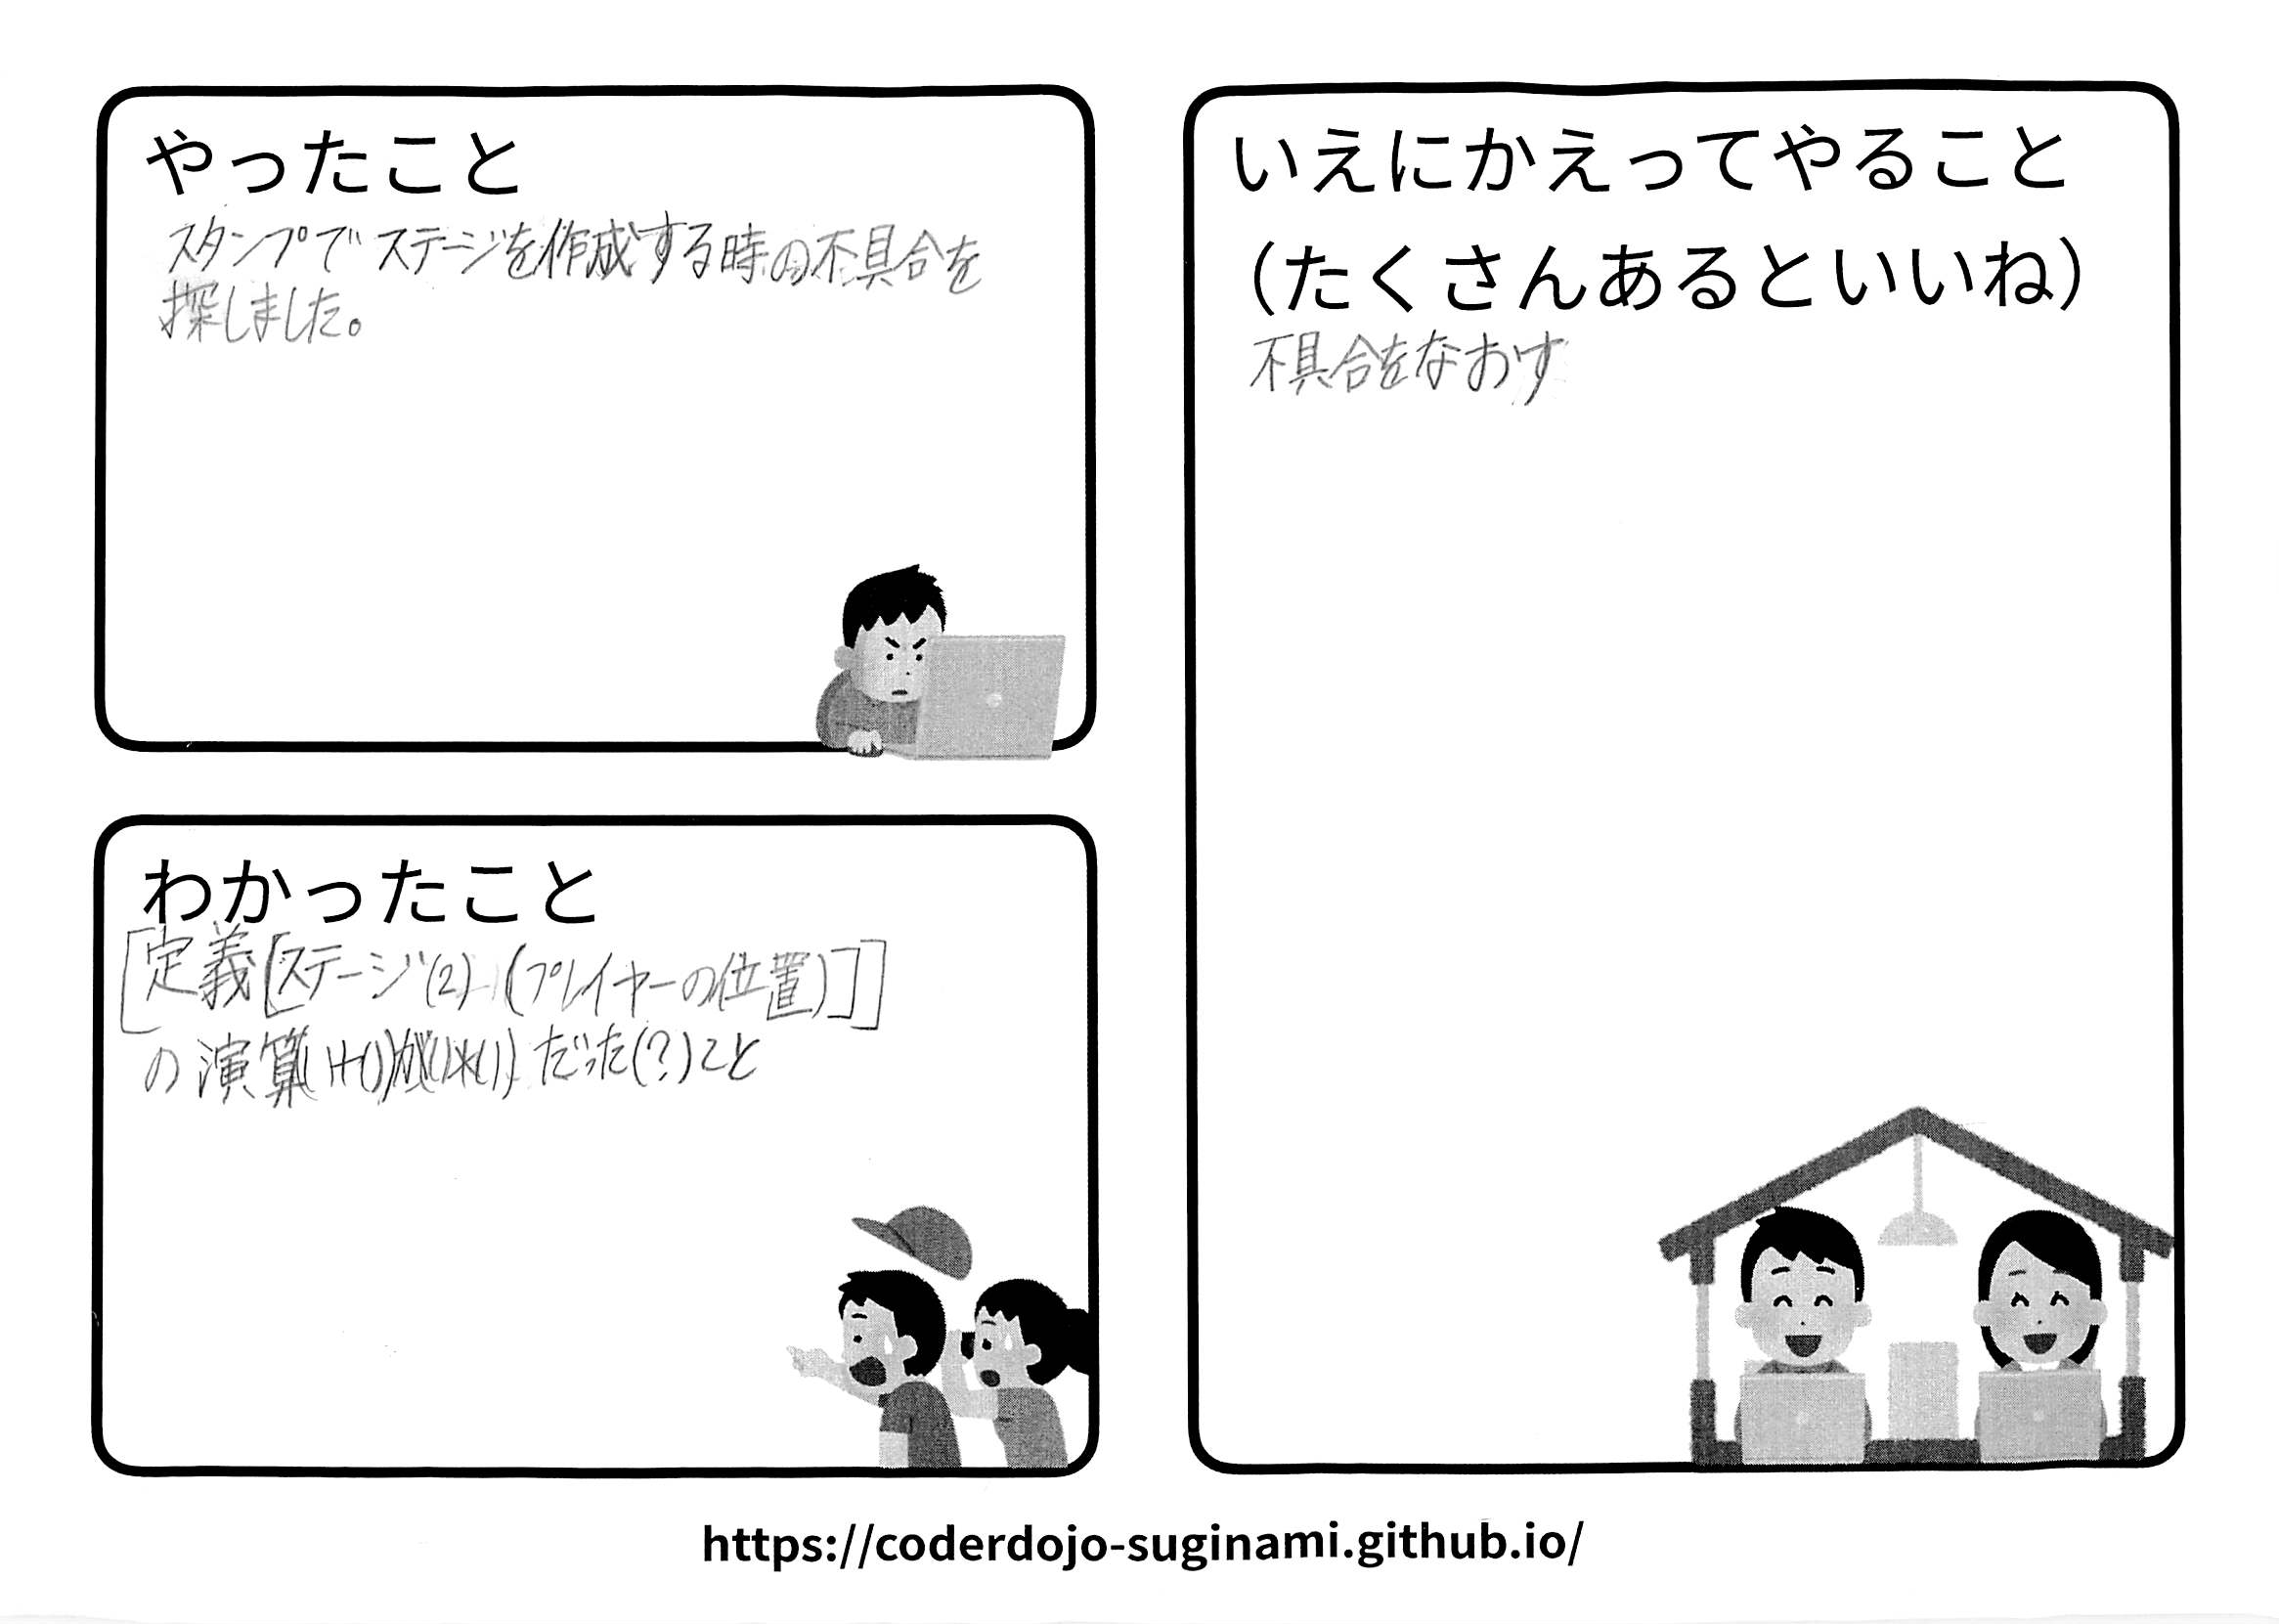 やったこと
スタンプでステージを作成する時の不具合を
探しました。
わかったこと
[定義[ステージ(2) (プレイヤーの位置)]]
の演算(()+())が(()*()) だった(?)こと
いえにかえってやること
(たくさんあるといいね)
不具合をなおす
https://coderdojo-suginami.github.io/